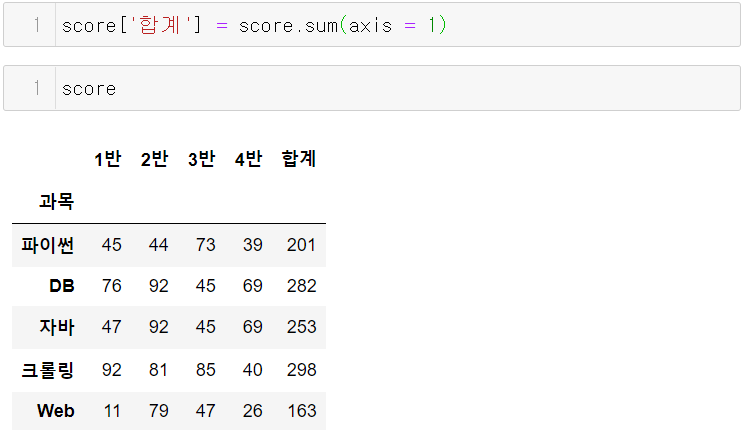 1 score['합계'] = score.sum(axis = 1)
1 score
1반 2반 3반 4반 합계
과목
파이썬 45 44 73 39 201
DB 76 92 45 69 282
자바 47 92 45 69 253
크롤링 92 81 85 40 298
Web 11 79 47 26 163